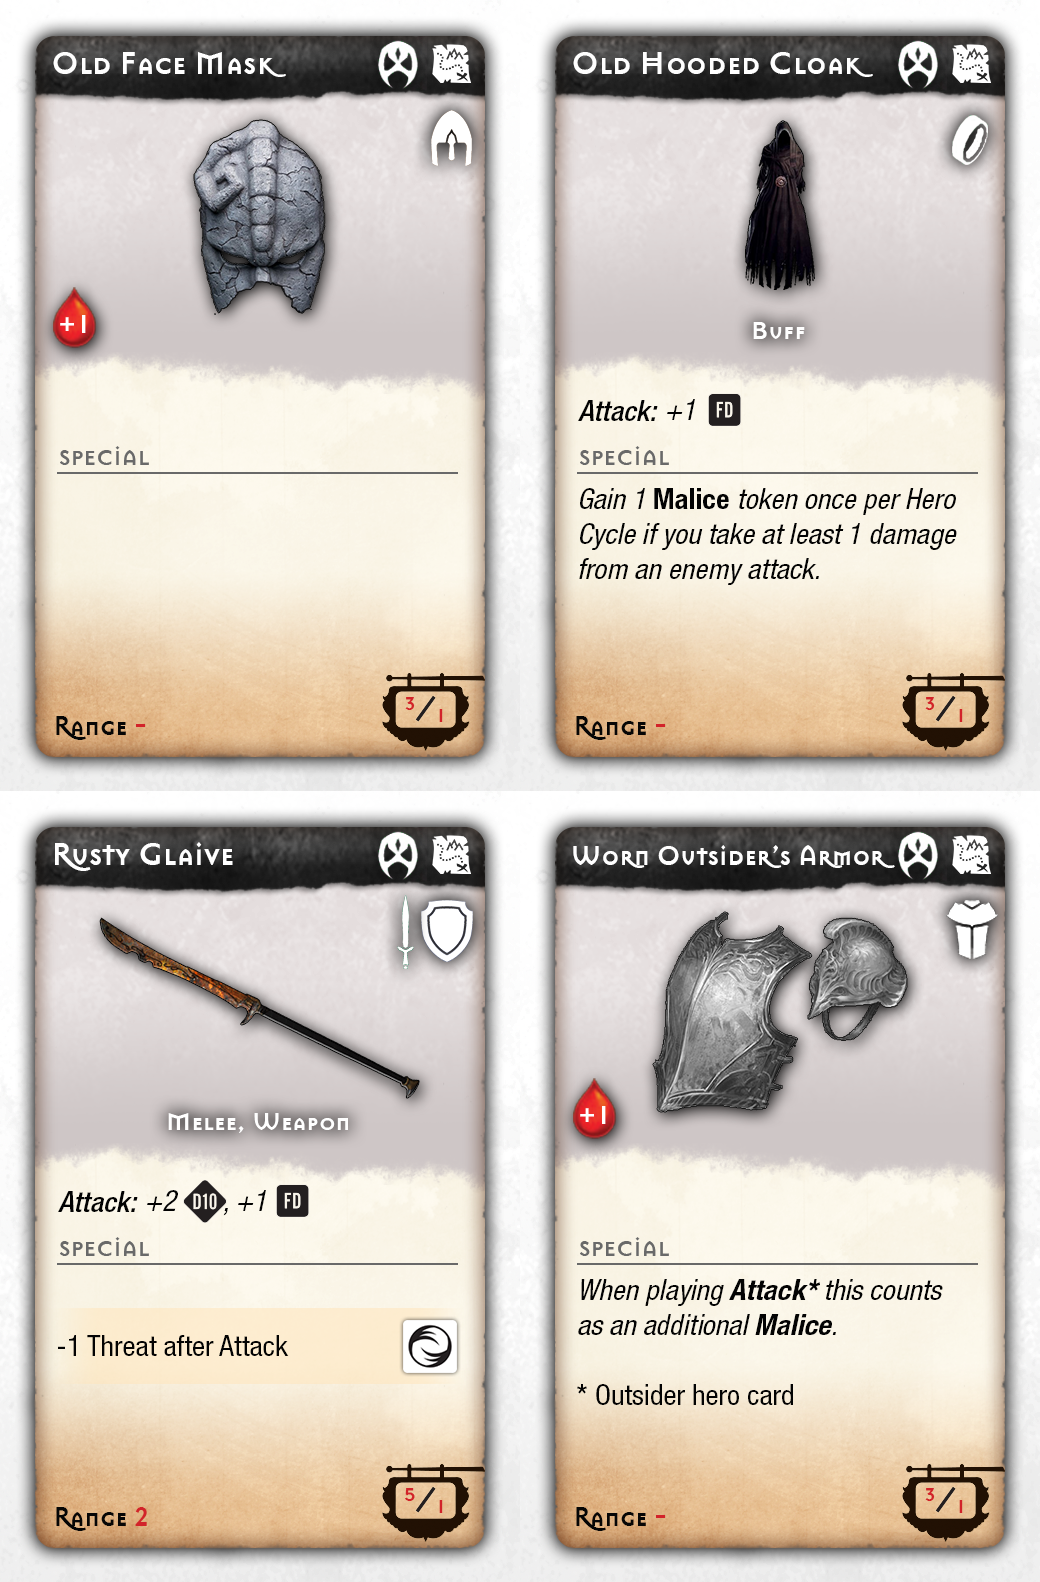 Old Face Mask
+1
SPECIAL
Range -
3/1
Old Hooded Cloak
Buff
Attack: +1 FD
SPECIAL
Gain 1 Malice token once per Hero
Cycle if you take at least 1 damage
from an enemy attack.
Range -
3/1
Rusty Glaive
Melee, Weapon
Attack: +2 D10, +1 FD
SPECIAL
-1 Threat after Attack
Range 2
5/1
Worn Outsider's Armor
+1
SPECIAL
When playing Attack* this counts
as an additional Malice.
* Outsider hero card
Range -
3/1